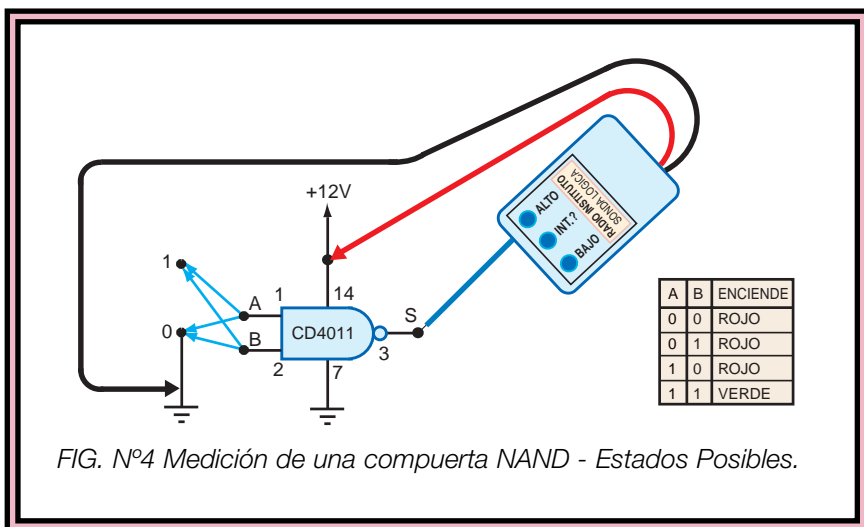 +12V
1
0
A
B
1
2
14
CD4011
7
3
S
ALTO
INT.?
BAJO
RADIO INSTITUTO
SONDA LOGICA
A B ENCIENDE
0 0 ROJO
0 1 ROJO
1 0 ROJO
1 1 VERDE
FIG. Nº4 Medición de una compuerta NAND - Estados Posibles.